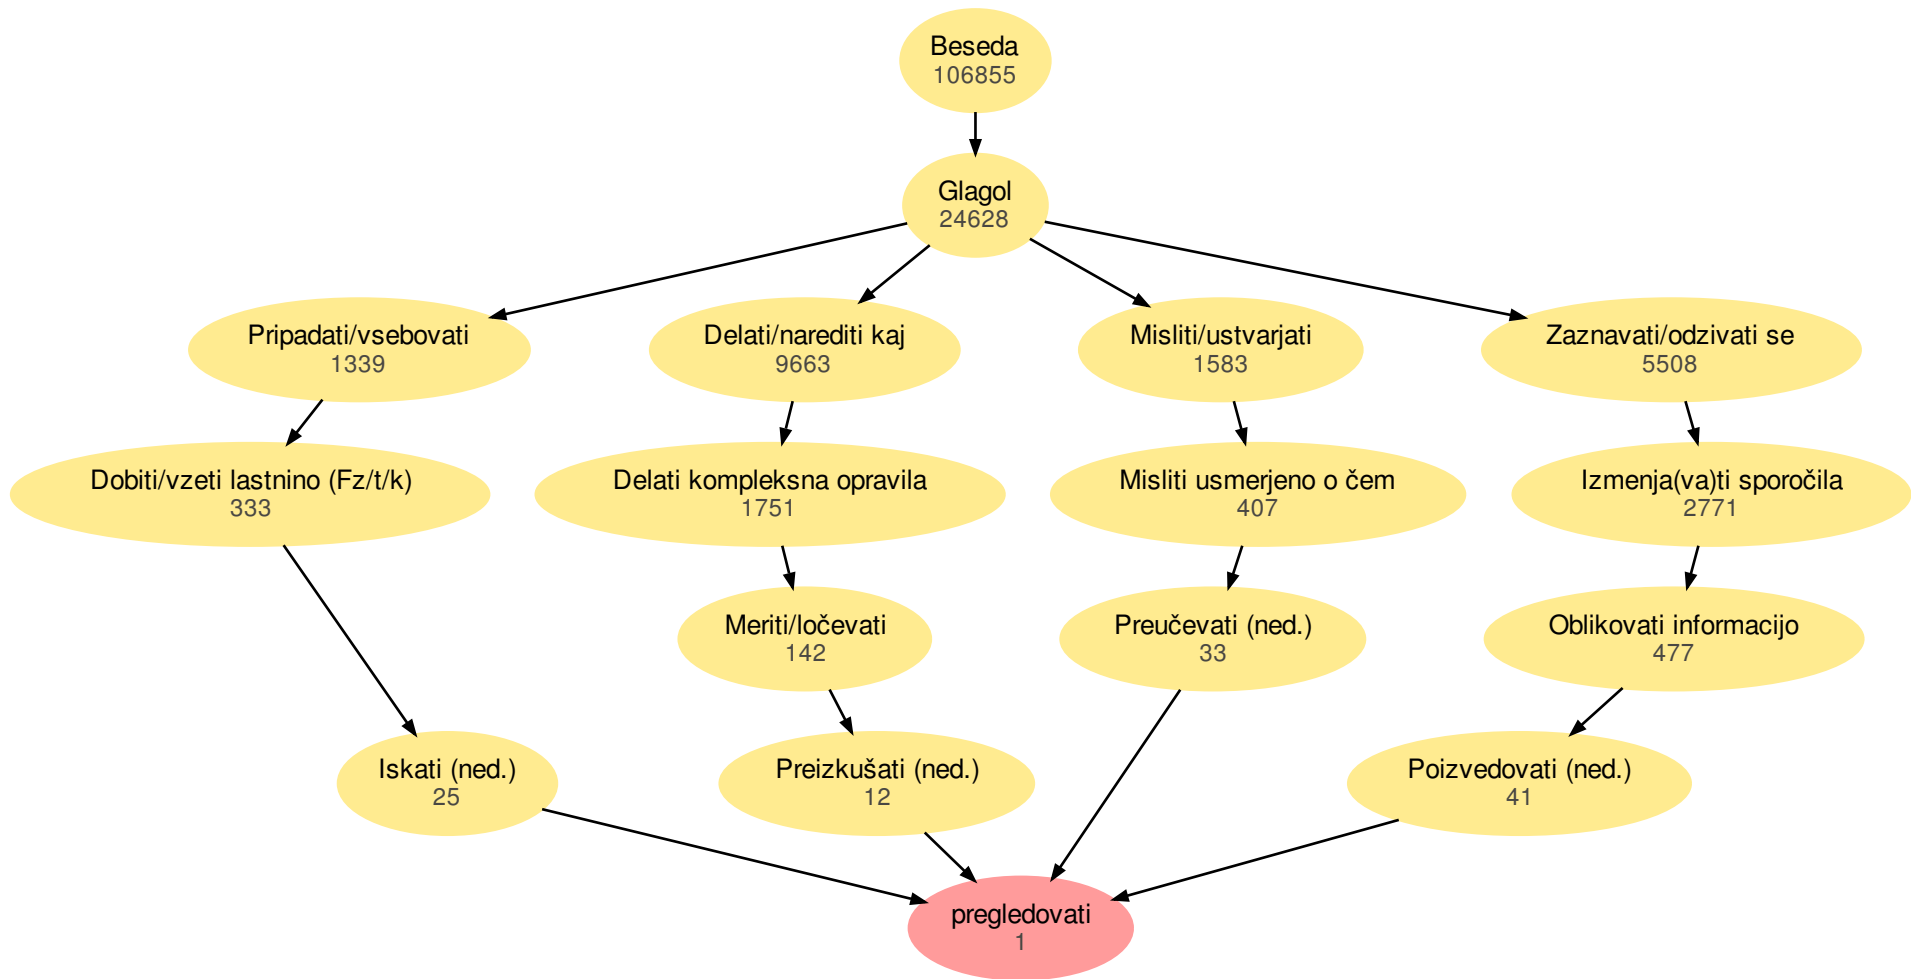 Beseda
106855
Glagol
24628
Pripadati/vsebovati
1339
Delati/narediti kaj
9663
Misliti/ustvarjati
1583
Zaznavati/odzivati se
5508
Dobiti/vzeti lastnino (Fz/t/k)
333
Delati kompleksna opravila
1751
Misliti usmerjeno o čem
407
Izmenja(va)ti sporočila
2771
Meriti/ločevati
142
Preučevati (ned.)
33
Oblikovati informacijo
477
Iskati (ned.)
25
Preizkušati (ned.)
12
Poizvedovati (ned.)
41
pregledovati
1